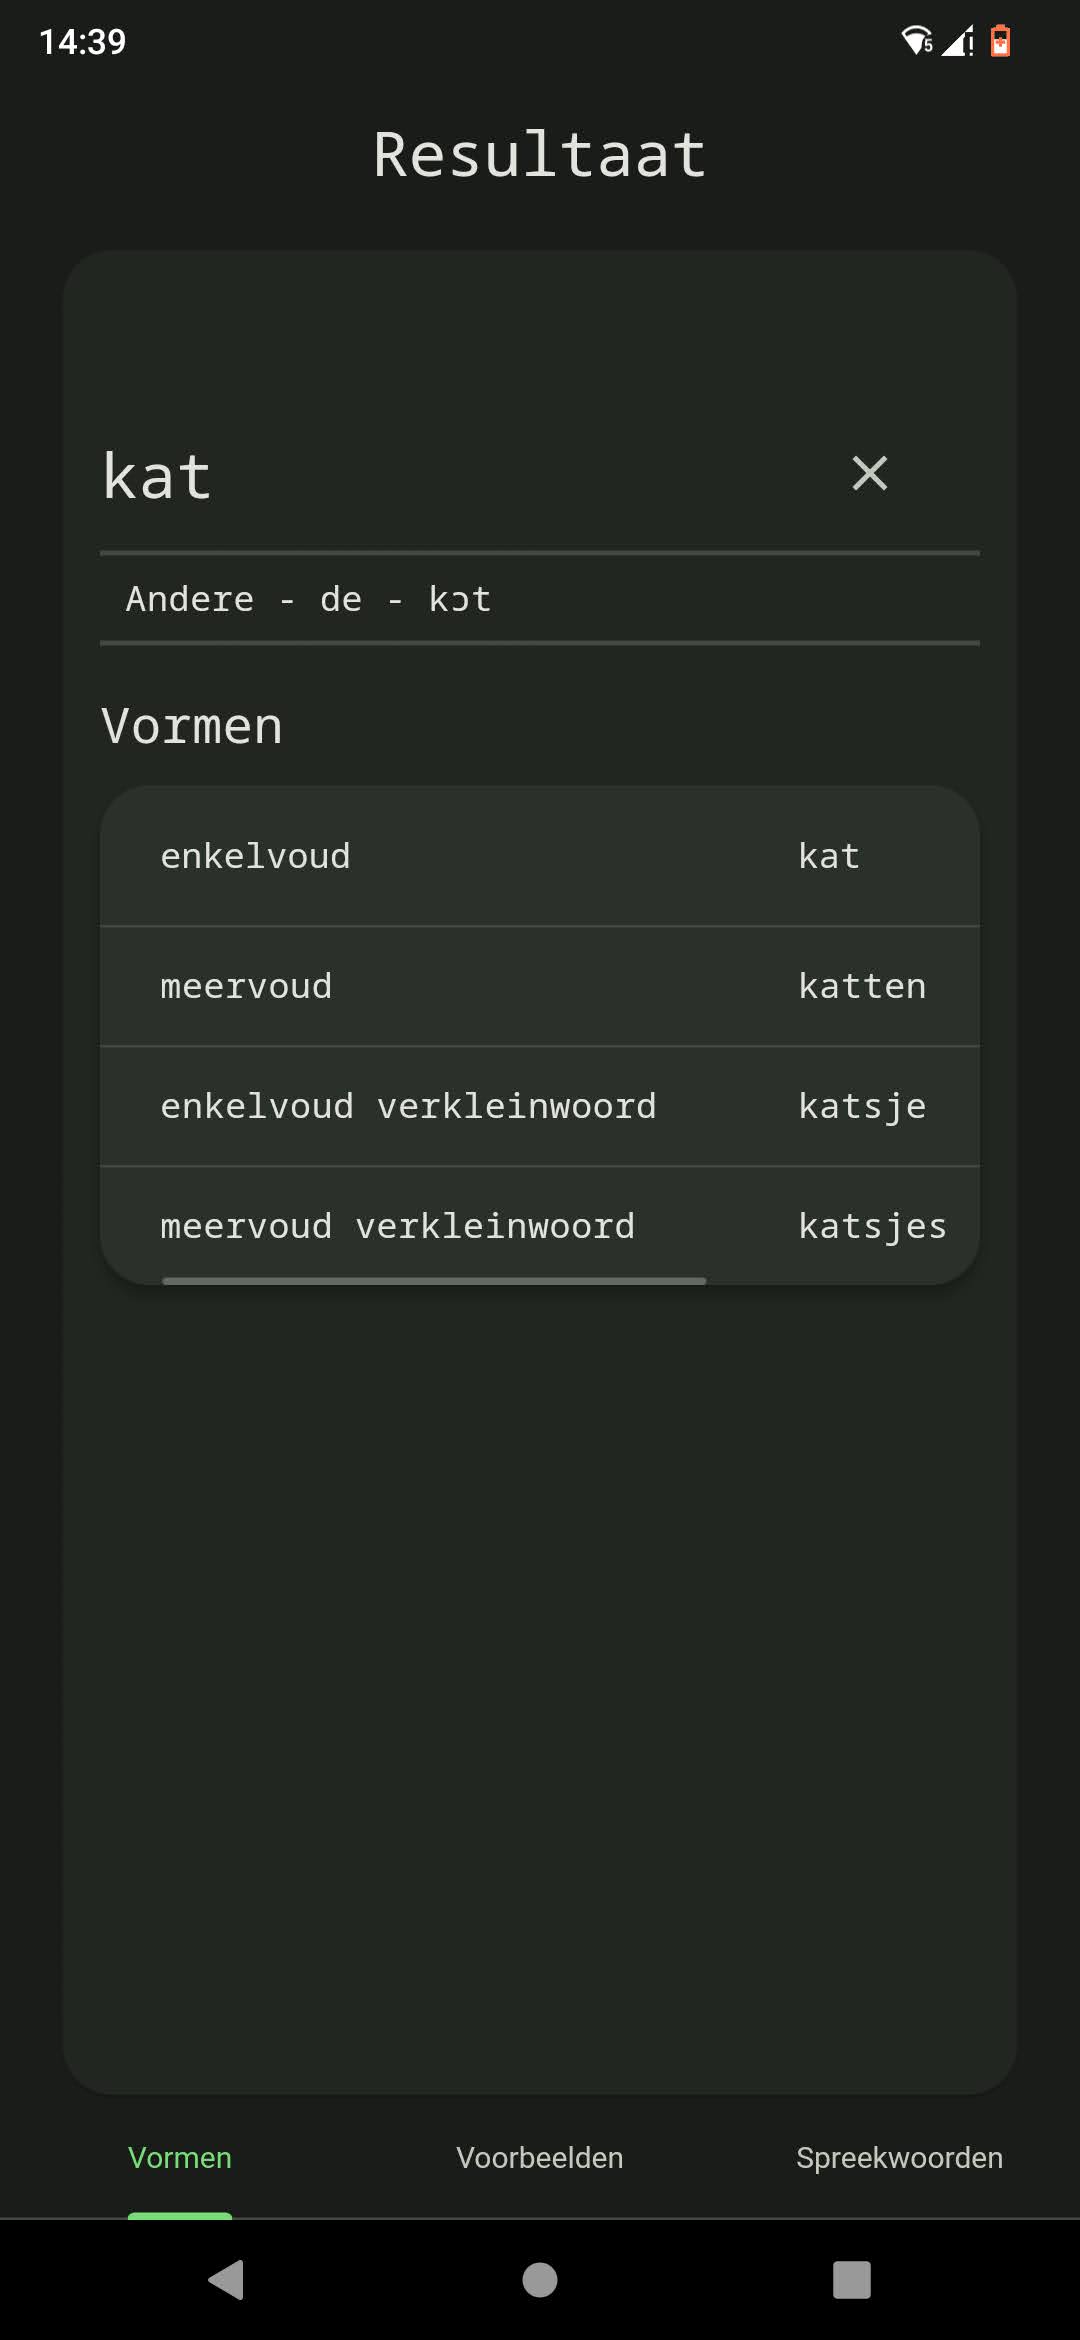 14:39
Resultaat
kat
Andere - de - kɔt
Vormen
enkelvoud kat
meervoud katten
enkelvoud verkleinwoord katsje
meervoud verkleinwoord katsjes
Vormen Voorbeelden Spreekwoorden